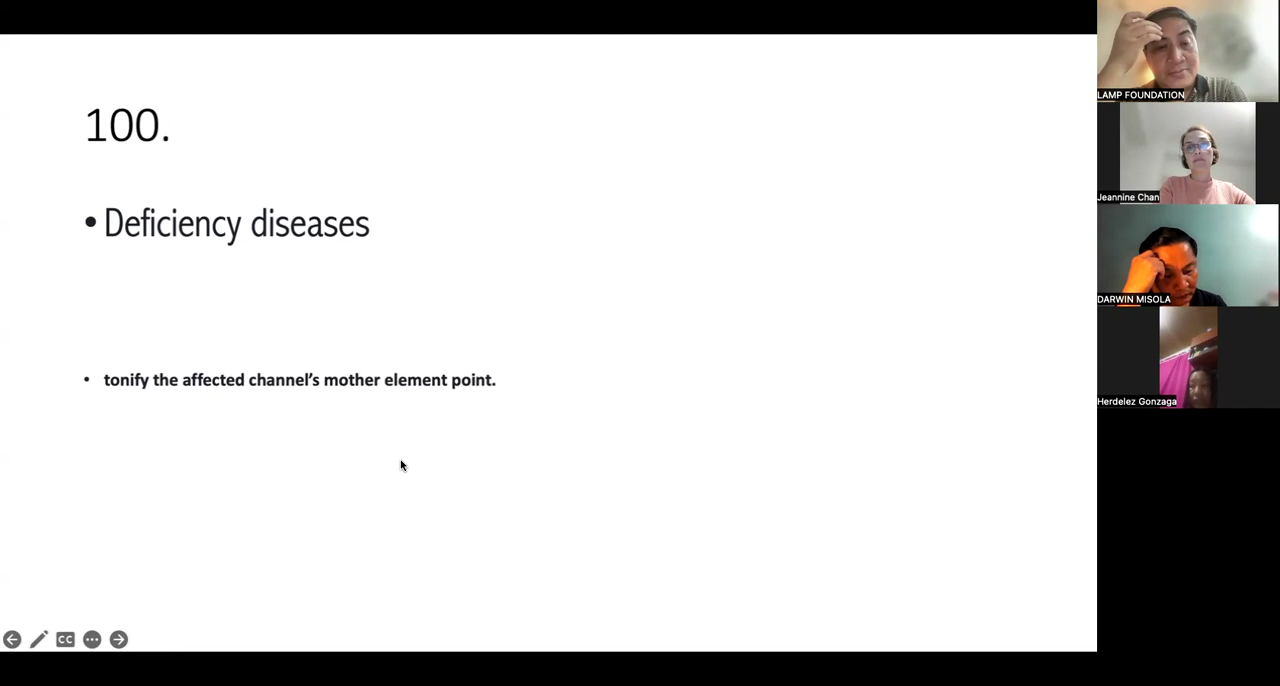 100.
• Deficiency diseases
• tonify the affected channel’s mother element point.
CC
LAMP FOUNDATION
Jeannine Chan
DARWIN MISOLA
Herdelez Gonzaga